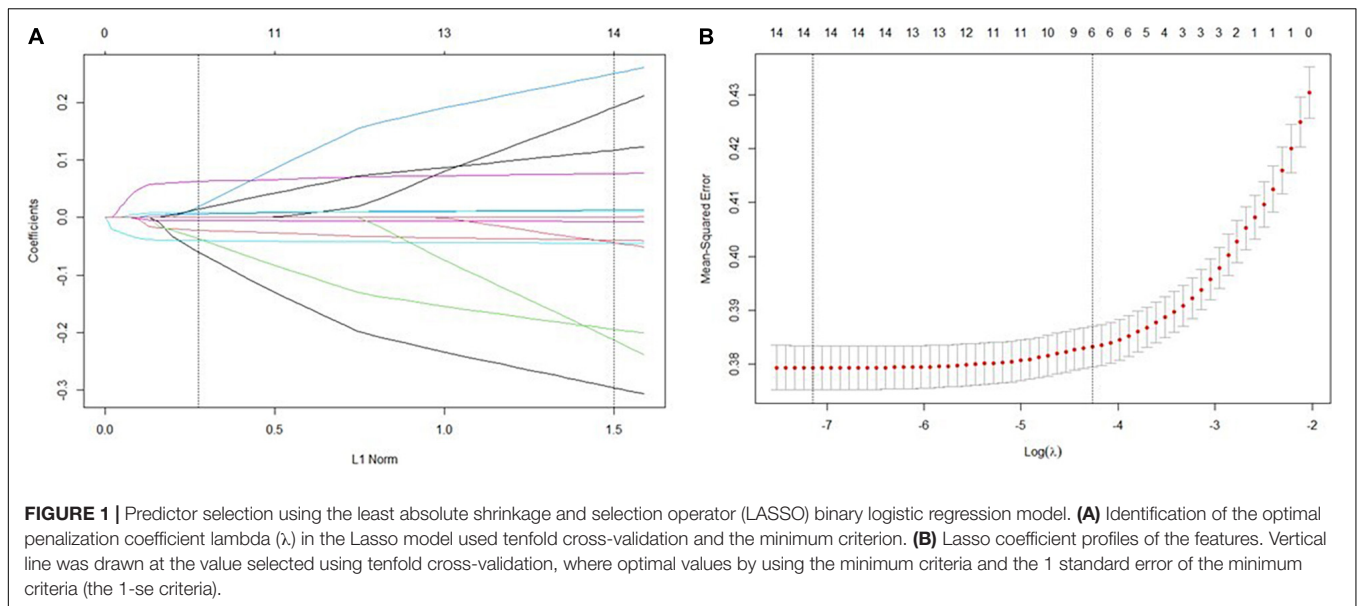 A
0 11 13 14
Coefficients
0.2
0.1
0.0
-0.1
-0.2
-0.3
0.0 0.5 1.0 1.5
L1 Norm
B
14 14 14 14 14 13 13 12 11 11 10 9 6 6 6 5 4 3 3 3 2 1 1 1 0
Mean-Squared Error
0.43
0.42
0.41
0.40
0.39
0.38
-7 -6 -5 -4 -3 -2
Log(λ)
FIGURE 1 | Predictor selection using the least absolute shrinkage and selection operator (LASSO) binary logistic regression model. (A) Identification of the optimal
penalization coefficient lambda (λ) in the Lasso model used tenfold cross-validation and the minimum criterion. (B) Lasso coefficient profiles of the features. Vertical
line was drawn at the value selected using tenfold cross-validation, where optimal values by using the minimum criteria and the 1 standard error of the minimum
criteria (the 1-se criteria).